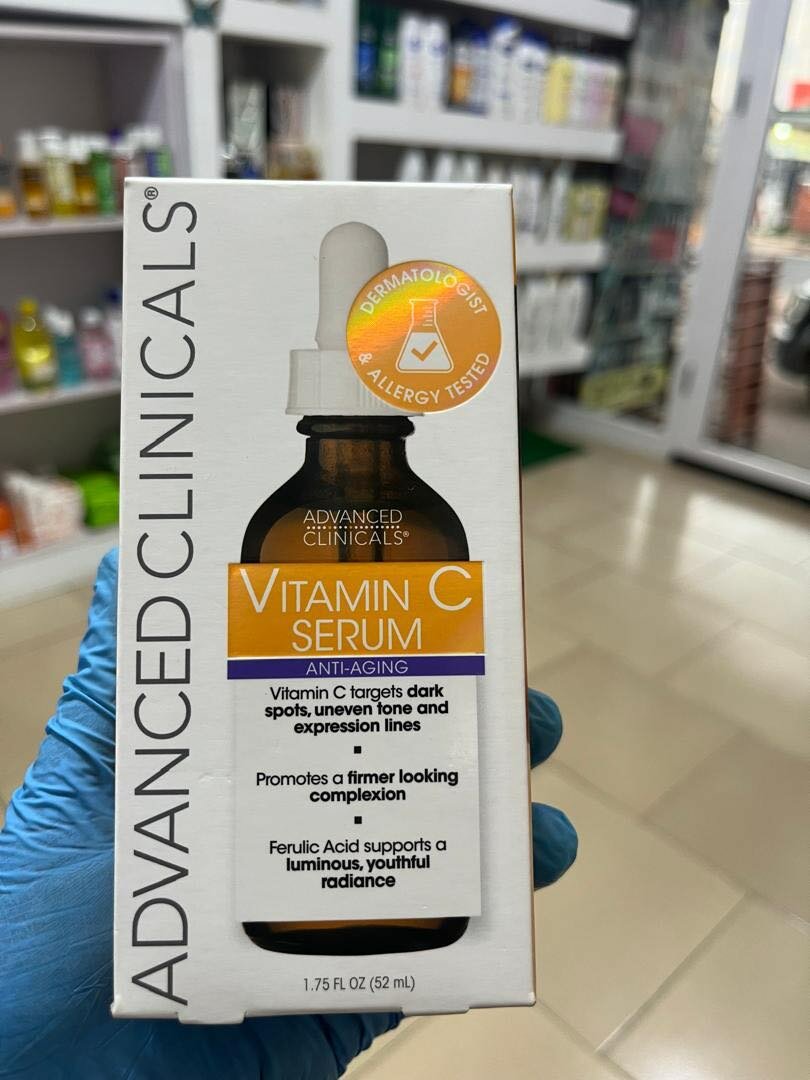 ADVANCED CLINICALS®
DERMATOLOGIST
& ALLERGY TESTED
ADVANCED
CLINICALS®
VITAMIN C
SERUM
ANTI-AGING
Vitamin C targets dark
spots, uneven tone and
expression lines
Promotes a firmer looking
complexion
Ferulic Acid supports a
luminous, youthful
radiance
1.75 FL OZ (52 mL)